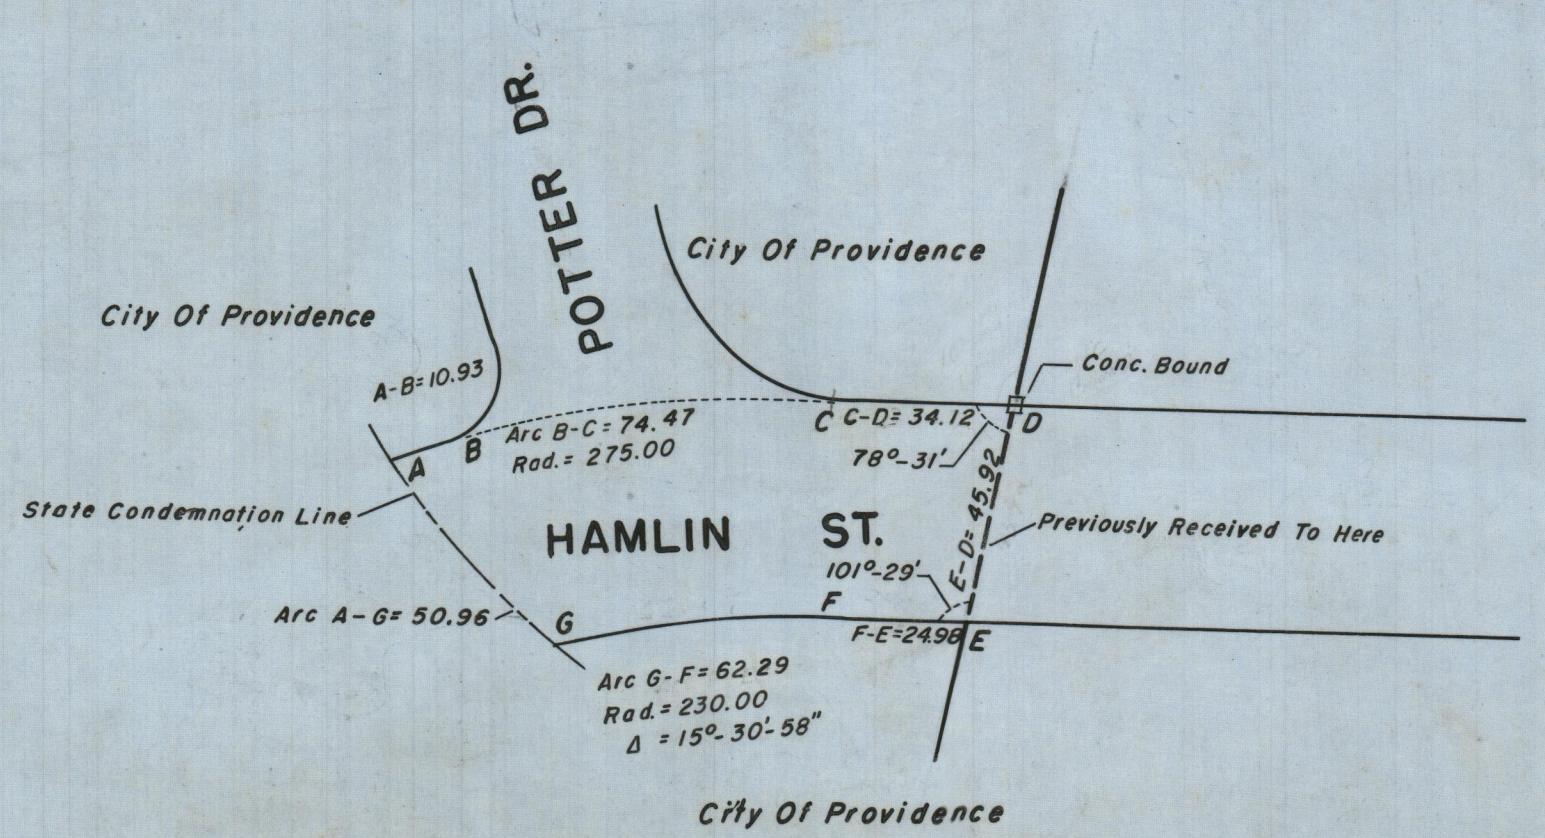 POTTER DR.
City Of Providence
City Of Providence
A-B=10.93
Conc. Bound
A
B
Arc B-C = 74.47
Rad. = 275.00
C
C-D= 34.12
D
78°-31'
State Condemnation Line
HAMLIN ST.
E-D= 45.92
Previously Received To Here
101°-29'
Arc A-G= 50.96
G
F
F-E=24.98
E
Arc G-F= 62.29
Rad. = 230.00
Δ = 15°-30'-58"
City Of Providence